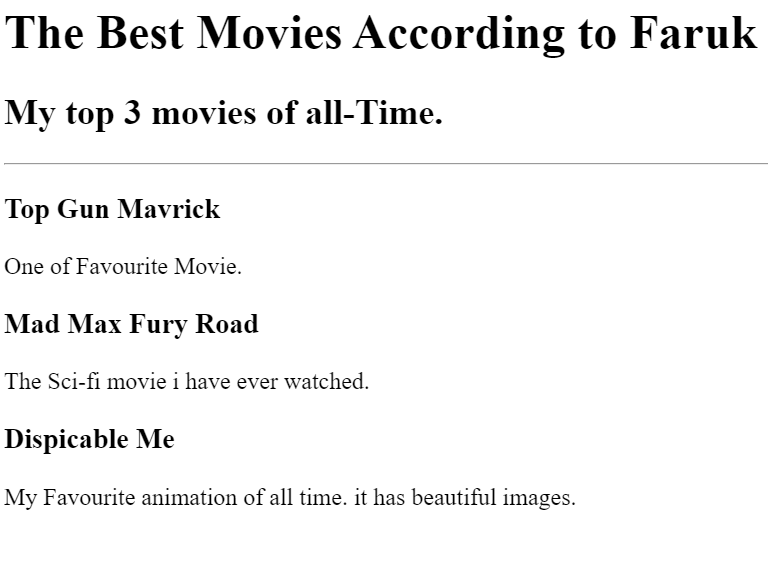 The Best Movies According to Faruk
My top 3 movies of all-Time.
Top Gun Mavrick
One of Favourite Movie.
Mad Max Fury Road
The Sci-fi movie i have ever watched.
Dispicable Me
My Favourite animation of all time. it has beautiful images.